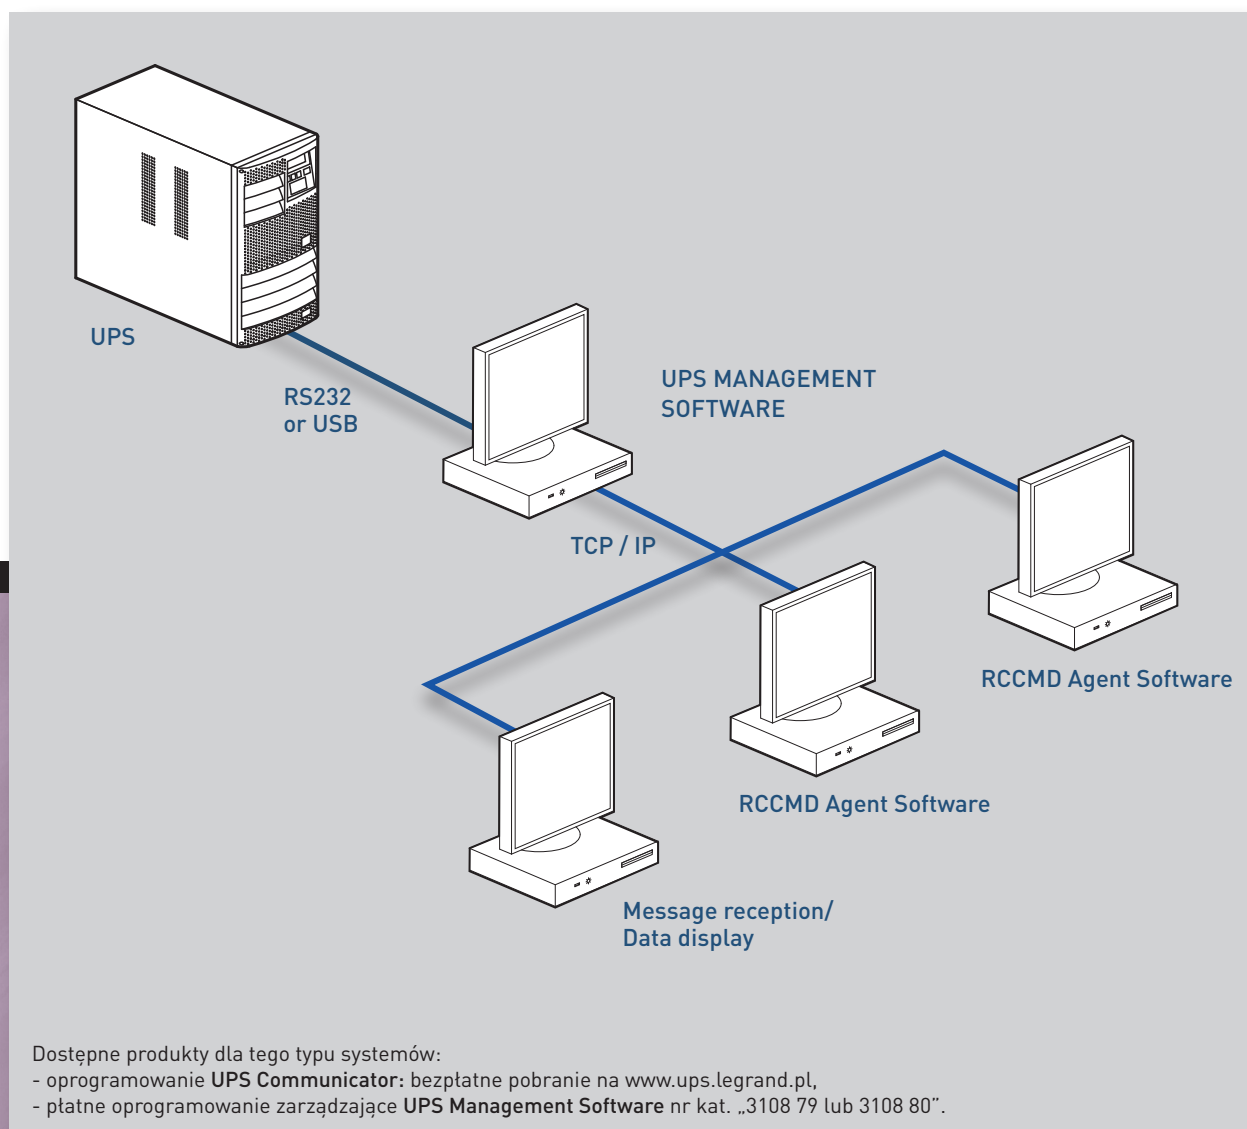 UPS
RS232
or USB
UPS MANAGEMENT
SOFTWARE
TCP / IP
RCCMD Agent Software
RCCMD Agent Software
Message reception/
Data display
Dostępne produkty dla tego typu systemów:
- oprogramowanie UPS Communicator: bezpłatne pobranie na www.ups.legrand.pl,
- płatne oprogramowanie zarządzające UPS Management Software nr kat. „3108 79 lub 3108 80”.